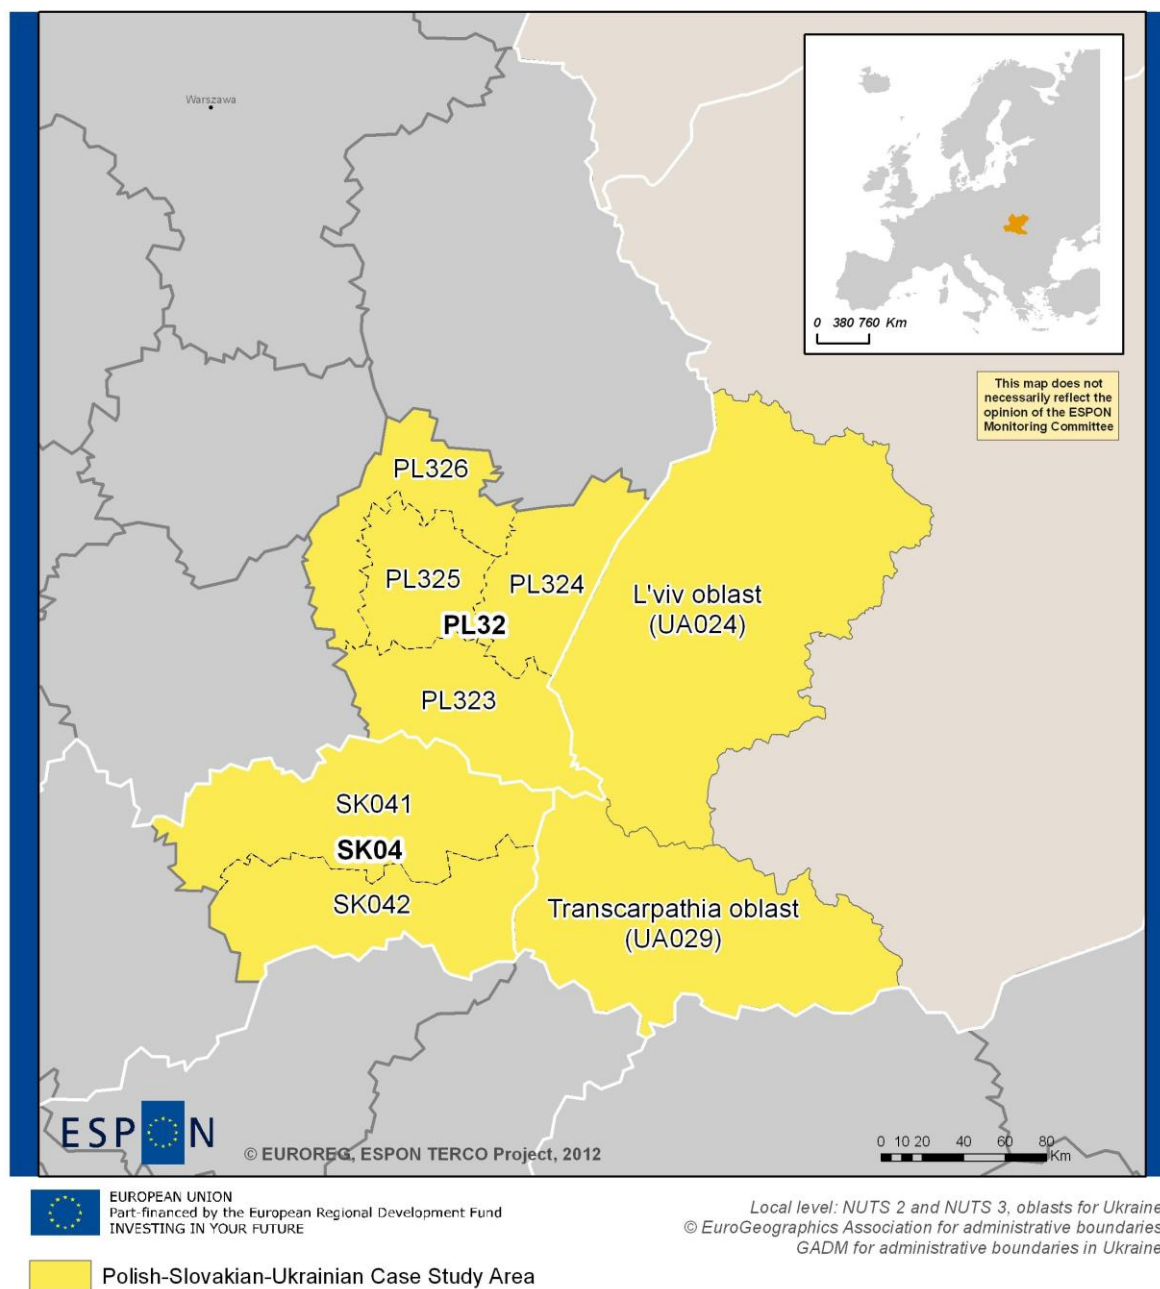 Warszawa
0 380 760 Km
This map does not
necessarily reflect the
opinion of the ESPON
Monitoring Committee
PL326
PL325
PL324
PL32
L'viv oblast
(UA024)
PL323
SK041
SK04
SK042
Transcarpathia oblast
(UA029)
ESPON
© EUROREG, ESPON TERCO Project, 2012
0 10 20 40 60 80
Km
EUROPEAN UNION
Part-financed by the European Regional Development Fund
INVESTING IN YOUR FUTURE
Local level: NUTS 2 and NUTS 3, oblasts for Ukraine
© EuroGeographics Association for administrative boundaries
GADM for administrative boundaries in Ukraine
Polish-Slovakian-Ukrainian Case Study Area